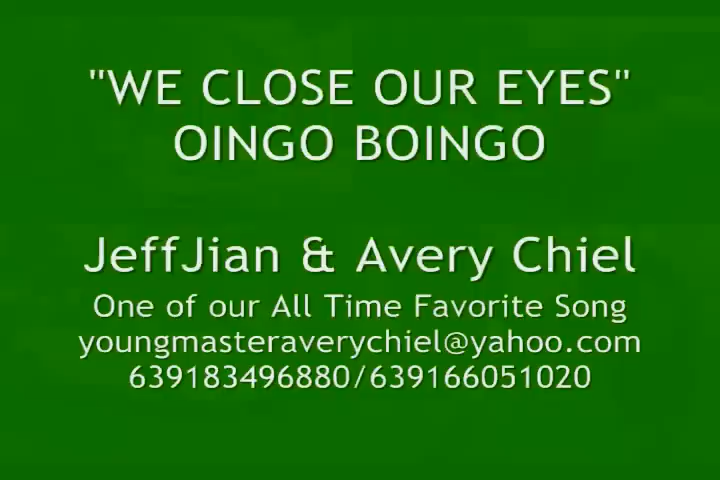 "WE CLOSE OUR EYES"
OINGO BOINGO
JeffJian & Avery Chiel
One of our All Time Favorite Song
youngmasteraverychiel@yahoo.com
639183496880/639166051020